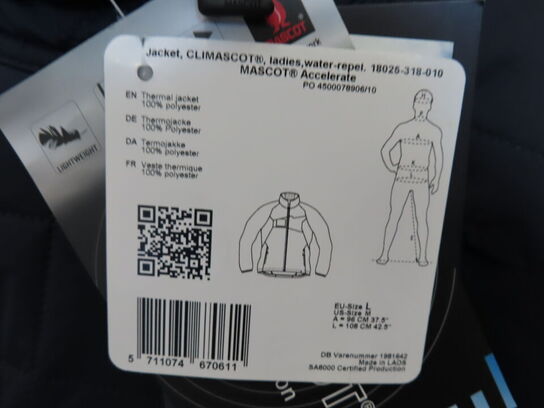 MASCOT
Jacket, CLIMASCOT®, ladies,water-repel. 18025-318-010
MASCOT® Accelerate
PO 4500078906/10
EN Thermal jacket
100% polyester
DE Thermojacke
100% Polyester
DA Termojakke
100% polyester
FR Veste thermique
100% polyester
LIGHTWEIGHT
EU-Size L
US-Size M
A = 96 CM 37.5"
L = 108 CM 42.5"
DB Varenummer 1981642
Made in LAOS
SA8000 Certified Production
5 711074 670611